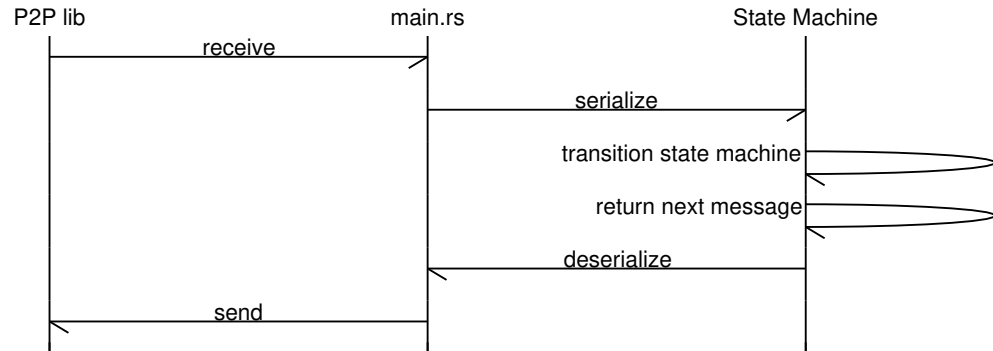 P2P lib
main.rs
State Machine
receive
serialize
transition state machine
return next message
deserialize
send